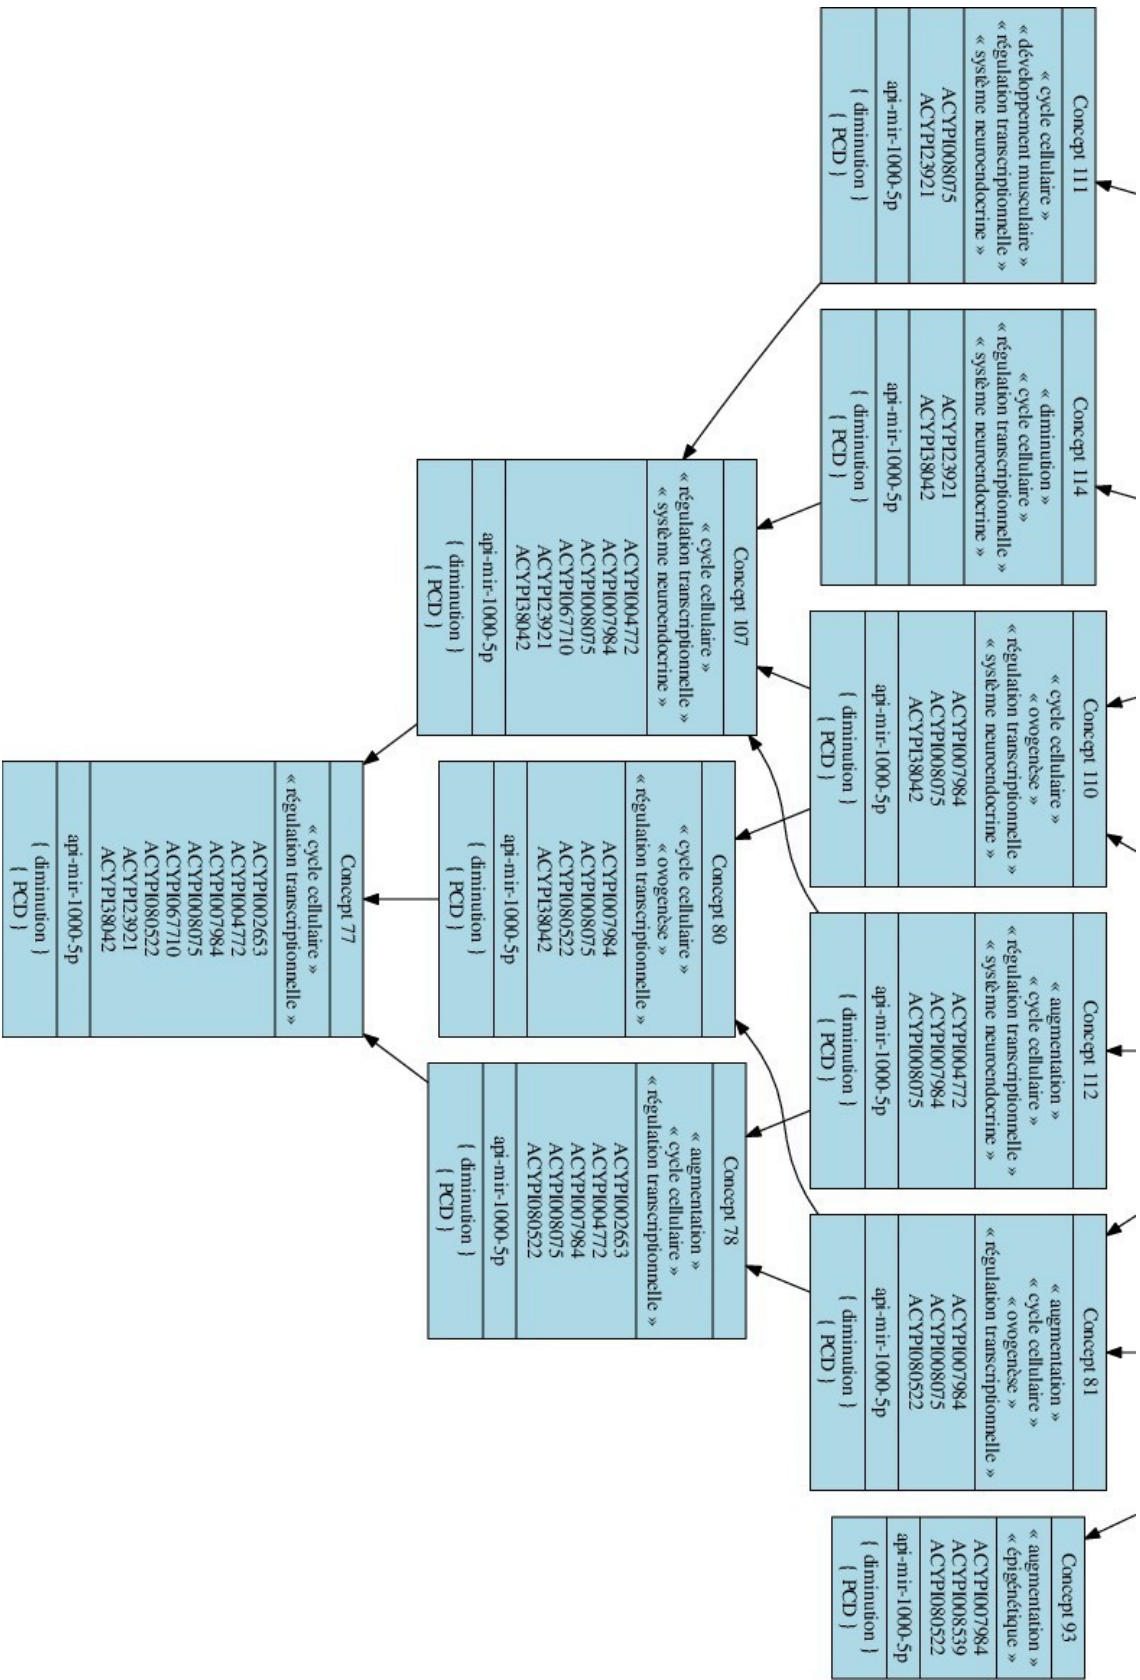 Concept 111
« cycle cellulaire »
« développement musculaire »
« régulation transcriptionnelle »
« système neuroendocrine »
ACYPI008075
ACYPI23921
api-mir-1000-5p
{ diminution }
{ PCD }
Concept 114
« diminution »
« cycle cellulaire »
« régulation transcriptionnelle »
« système neuroendocrine »
ACYPI23921
ACYPI38042
api-mir-1000-5p
{ diminution }
{ PCD }
Concept 110
« cycle cellulaire »
« ovogenèse »
« régulation transcriptionnelle »
« système neuroendocrine »
ACYPI007984
ACYPI008075
ACYPI38042
api-mir-1000-5p
{ diminution }
{ PCD }
Concept 112
« augmentation »
« cycle cellulaire »
« régulation transcriptionnelle »
« système neuroendocrine »
ACYPI004772
ACYPI007984
ACYPI008075
api-mir-1000-5p
{ diminution }
{ PCD }
Concept 81
« augmentation »
« cycle cellulaire »
« ovogenèse »
« régulation transcriptionnelle »
ACYPI007984
ACYPI008075
ACYPI080522
api-mir-1000-5p
{ diminution }
{ PCD }
Concept 93
« augmentation »
« épigénétique »
ACYPI007984
ACYPI008539
ACYPI080522
api-mir-1000-5p
{ diminution }
{ PCD }
Concept 107
« cycle cellulaire »
« régulation transcriptionnelle »
« système neuroendocrine »
ACYPI004772
ACYPI007984
ACYPI008075
ACYPI067710
ACYPI23921
ACYPI38042
api-mir-1000-5p
{ diminution }
{ PCD }
Concept 80
« cycle cellulaire »
« ovogenèse »
« régulation transcriptionnelle »
ACYPI007984
ACYPI008075
ACYPI080522
ACYPI38042
api-mir-1000-5p
{ diminution }
{ PCD }
Concept 78
« augmentation »
« cycle cellulaire »
« régulation transcriptionnelle »
ACYPI002653
ACYPI004772
ACYPI007984
ACYPI008075
ACYPI080522
api-mir-1000-5p
{ diminution }
{ PCD }
Concept 77
« cycle cellulaire »
« régulation transcriptionnelle »
ACYPI002653
ACYPI004772
ACYPI007984
ACYPI008075
ACYPI067710
ACYPI080522
ACYPI23921
ACYPI38042
api-mir-1000-5p
{ diminution }
{ PCD }